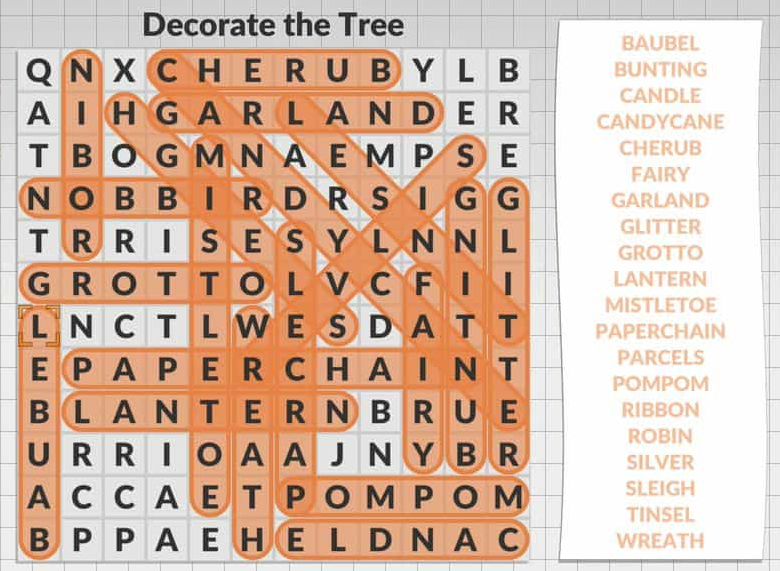 Decorate the Tree
Q N X C H E R U B Y L B
A I H G A R L A N D E R
T B O G M N A E M P S E
N O B B I R D R S I G G
T R R I S E S Y L N N L
G R O T T O L V C F I I
L N C T L W E S D A T T
E P A P E R C H A I N T
B L A N T E R N B R U E
U R R I O A A J N Y B R
A C C A E T P O M P O M
B P P A E H E L D N A C
BAUBEL
BUNTING
CANDLE
CANDYCANE
CHERUB
FAIRY
GARLAND
GLITTER
GROTTO
LANTERN
MISTLETOE
PAPERCHAIN
PARCELS
POMPOM
RIBBON
ROBIN
SILVER
SLEIGH
TINSEL
WREATH